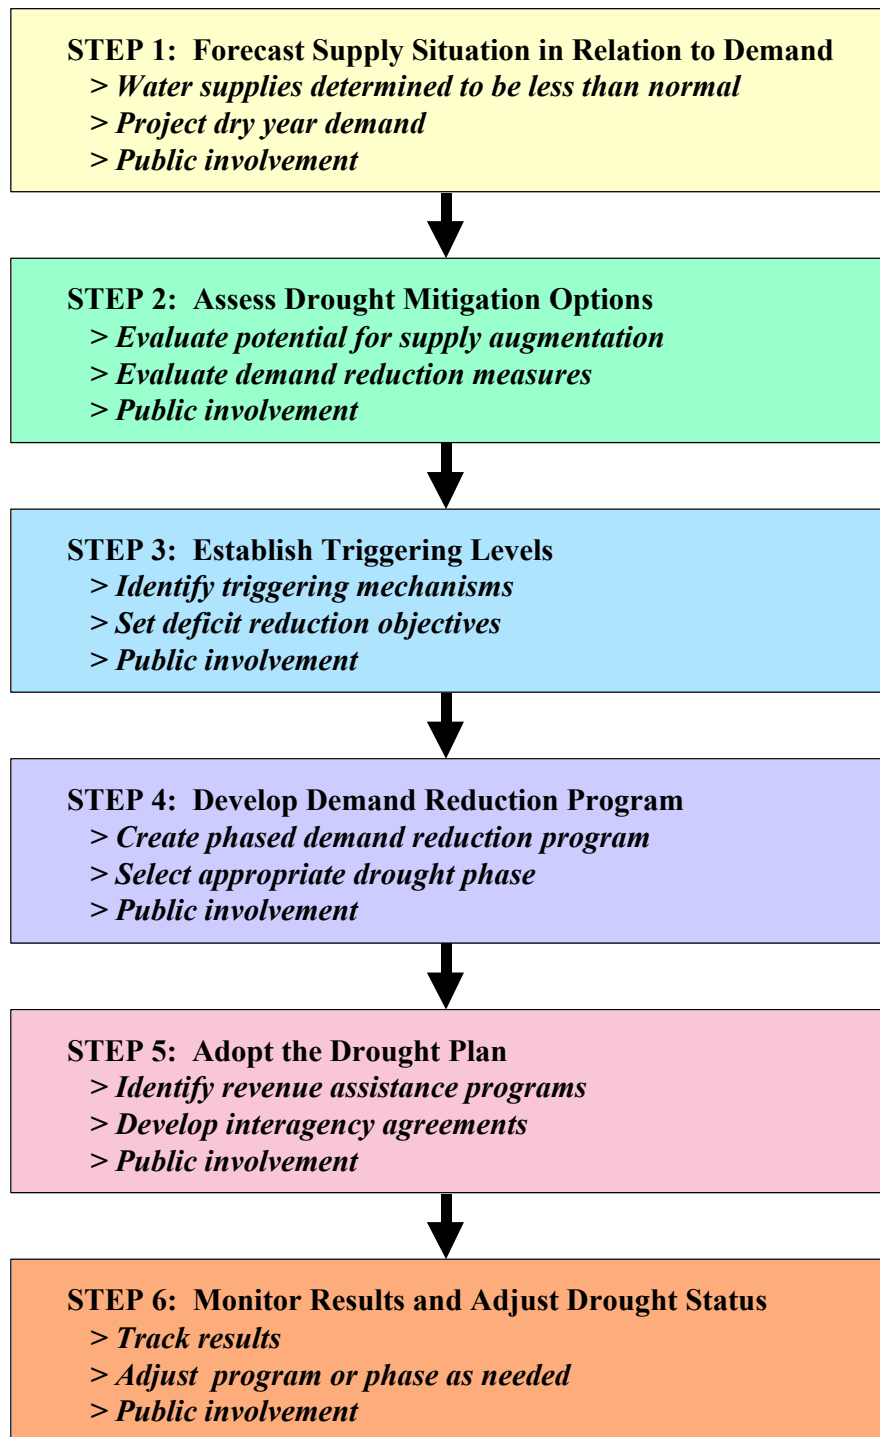 STEP 1: Forecast Supply Situation in Relation to Demand
> Water supplies determined to be less than normal
> Project dry year demand
> Public involvement
STEP 2: Assess Drought Mitigation Options
> Evaluate potential for supply augmentation
> Evaluate demand reduction measures
> Public involvement
STEP 3: Establish Triggering Levels
> Identify triggering mechanisms
> Set deficit reduction objectives
> Public involvement
STEP 4: Develop Demand Reduction Program
> Create phased demand reduction program
> Select appropriate drought phase
> Public involvement
STEP 5: Adopt the Drought Plan
> Identify revenue assistance programs
> Develop interagency agreements
> Public involvement
STEP 6: Monitor Results and Adjust Drought Status
> Track results
> Adjust program or phase as needed
> Public involvement